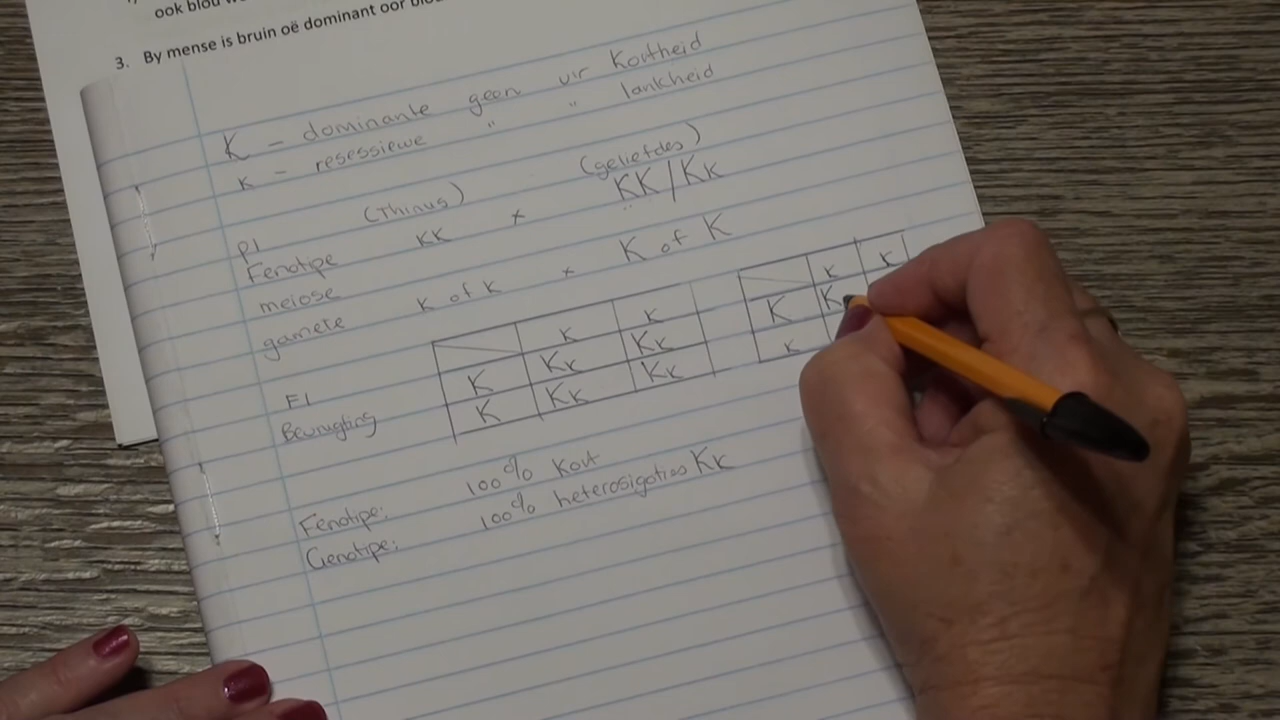 ook blou
3. By mense is bruin oë dominant oor
K - dominante geen vir Kortheid
k - resessiewe " " lankheid
(Thinus) (geliefdes)
P1
Fenotipe kk x KK/Kk
meiose
gamete k of k x K of K
k k
K Kk Kk
K Kk Kk
k k
K K
k
F1
Bevrugting
Fenotipe: 100% Kort
Genotipe: 100% heterosigoties Kk